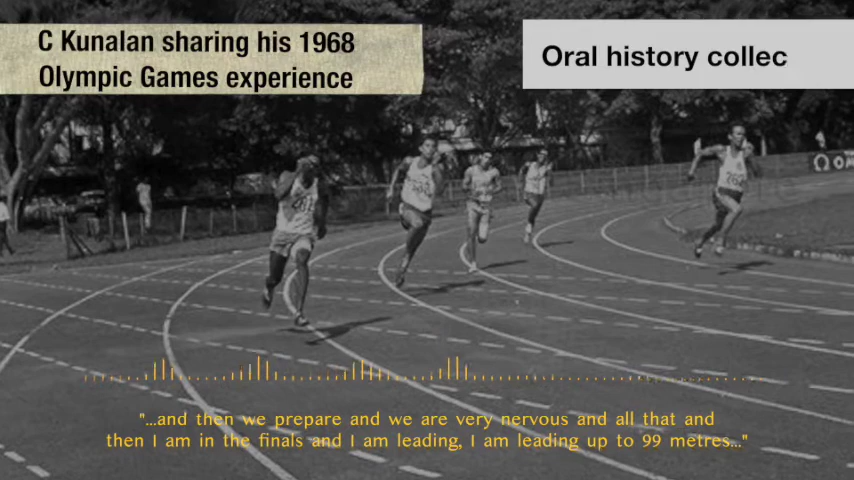 C Kunalan sharing his 1968
Olympic Games experience
Oral history collec
"...and then we prepare and we are very nervous and all that and
then I am in the finals and I am leading, I am leading up to 99 metres..."